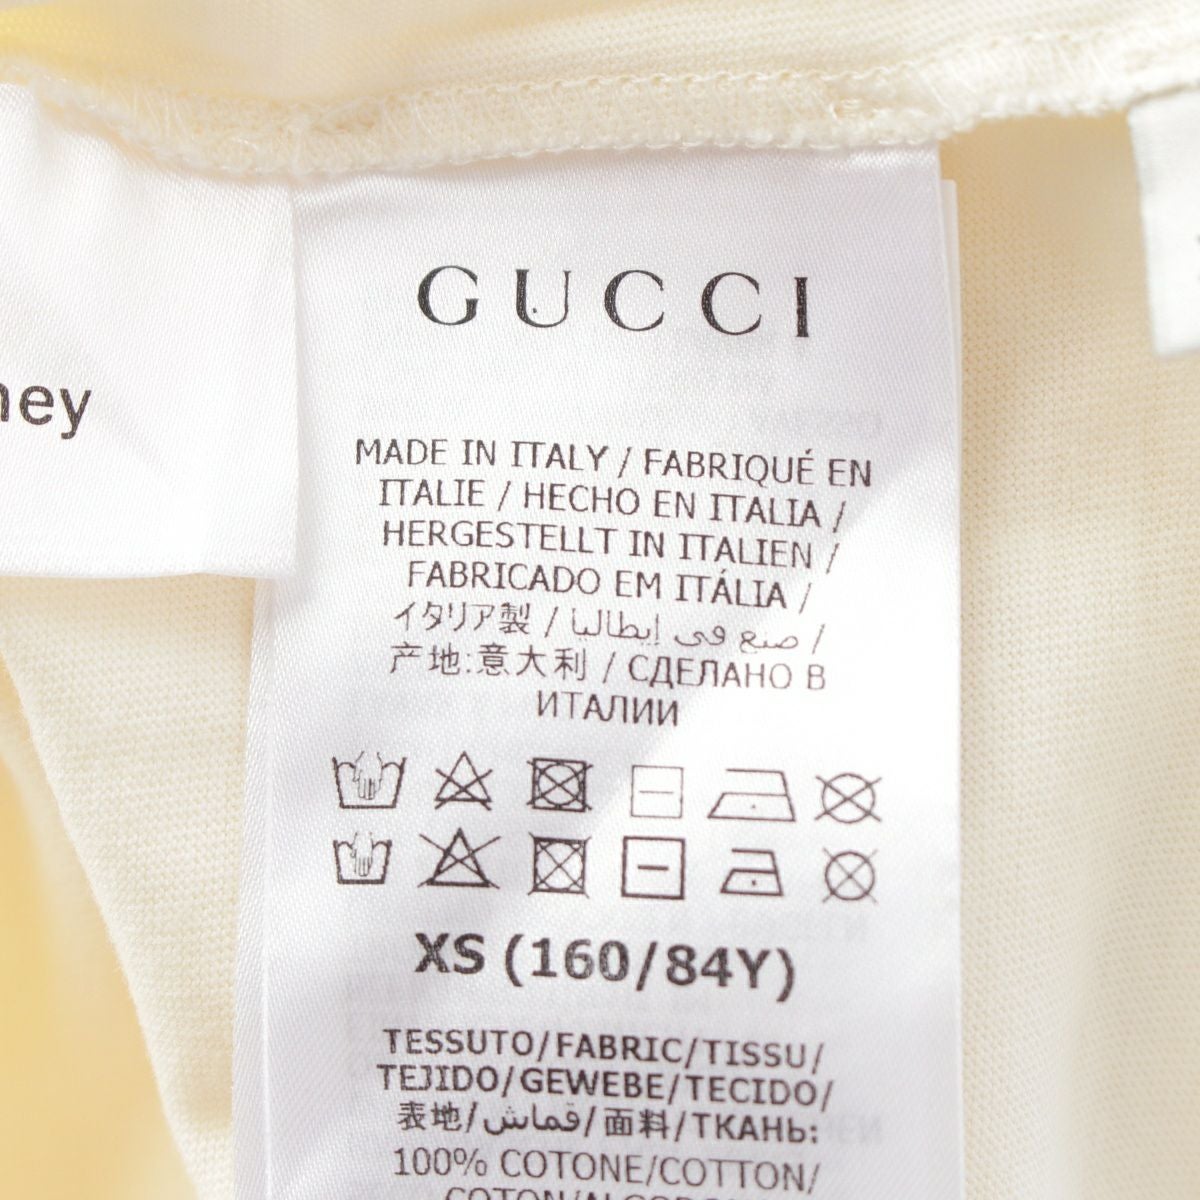 GUCCI
ney
MADE IN ITALY / FABRIQUÉ EN
ITALIE / HECHO EN ITALIA /
HERGESTELLT IN ITALIEN /
FABRICADO EM ITÁLIA /
イタリア製 / صنع في إيطاليا /
产地:意大利 / СДЕЛАНО В
ИТАЛИИ
XS (160/84Y)
TESSUTO/FABRIC/TISSU/
TEJIDO/GEWEBE/TECIDO/
表地/قماش/面料/ТКАНЬ:
100% COTONE/COTTON/